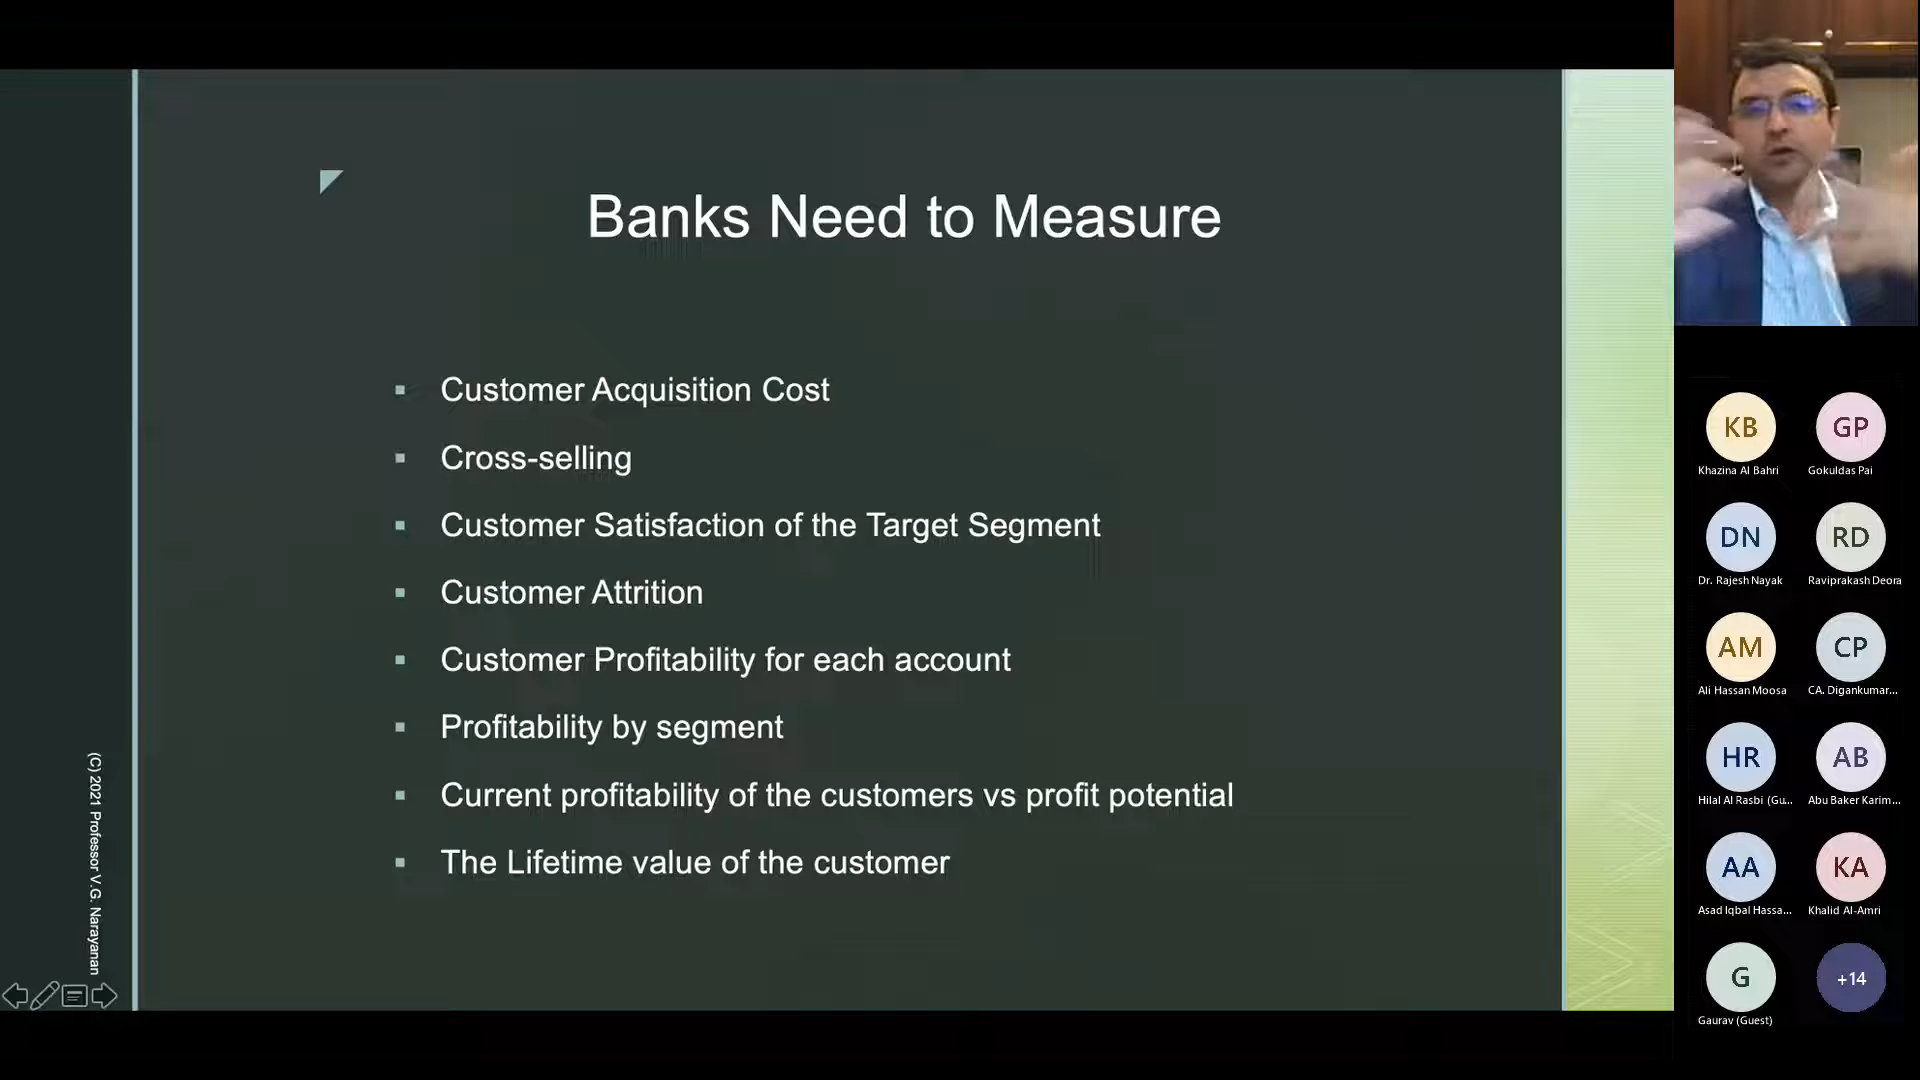 Banks Need to Measure
Customer Acquisition Cost
Cross-selling
Customer Satisfaction of the Target Segment
Customer Attrition
Customer Profitability for each account
Profitability by segment
Current profitability of the customers vs profit potential
The Lifetime value of the customer
(C) 2021 Professor V.G. Narayanan
KB
Khazina Al Bahri
GP
Gokuldas Pai
DN
Dr. Rajesh Nayak
RD
Raviprakash Deora
AM
Ali Hassan Moosa
CP
CA. Digankumar...
HR
Hilal Al Rasbi (Gu...
AB
Abu Baker Karim...
AA
Asad Iqbal Hassa...
KA
Khalid Al-Amri
G
Gaurav (Guest)
+14